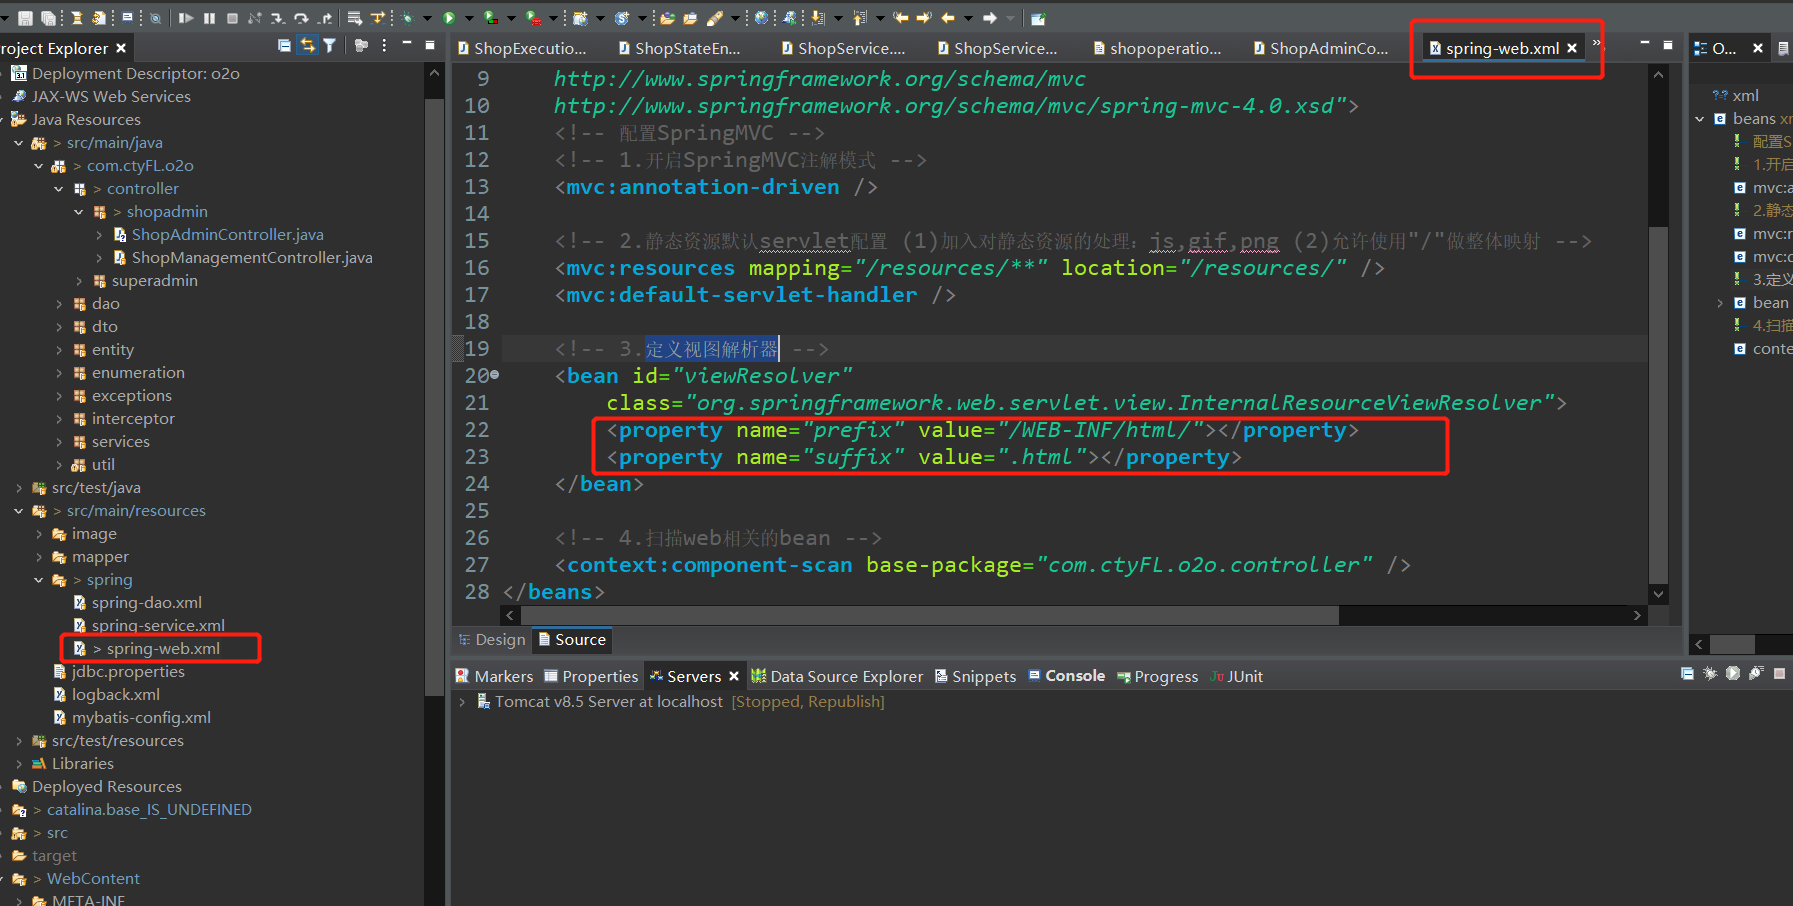 roject Explorer
Deployment Descriptor: o2o
JAX-WS Web Services
Java Resources
> src/main/java
> com.ctyFL.o2o
> controller
> shopadmin
ShopAdminController.java
ShopManagementController.java
superadmin
dao
dto
entity
enumeration
exceptions
interceptor
services
util
src/test/java
> src/main/resources
image
mapper
> spring
spring-dao.xml
spring-service.xml
> spring-web.xml
jdbc.properties
logback.xml
mybatis-config.xml
src/test/resources
Libraries
Deployed Resources
> catalina.base_IS_UNDEFINED
> src
target
> WebContent
META-INF
ShopExecutio... ShopStateEn... ShopService.... ShopService... shopoperatio... ShopAdminCo... spring-web.xml
9 http://www.springframework.org/schema/mvc
10 http://www.springframework.org/schema/mvc/spring-mvc-4.0.xsd">
11 <!-- 配置SpringMVC -->
12 <!-- 1.开启SpringMVC注解模式 -->
13 <mvc:annotation-driven />
14
15 <!-- 2.静态资源默认servlet配置 (1)加入对静态资源的处理：js,gif,png (2)允许使用"/"做整体映射 -->
16 <mvc:resources mapping="/resources/**" location="/resources/" />
17 <mvc:default-servlet-handler />
18
19 <!-- 3.定义视图解析器 -->
20 <bean id="viewResolver"
21 class="org.springframework.web.servlet.view.InternalResourceViewResolver">
22 <property name="prefix" value="/WEB-INF/html/"></property>
23 <property name="suffix" value=".html"></property>
24 </bean>
25
26 <!-- 4.扫描web相关的bean -->
27 <context:component-scan base-package="com.ctyFL.o2o.controller" />
28 </beans>
Design Source
Markers Properties Servers Data Source Explorer Snippets Console Progress JUnit
Tomcat v8.5 Server at localhost [Stopped, Republish]
O...
xml
beans
配置S
1.开启
mvc:a
2.静态
mvc:r
mvc:d
3.定义
bean
4.扫描
conte